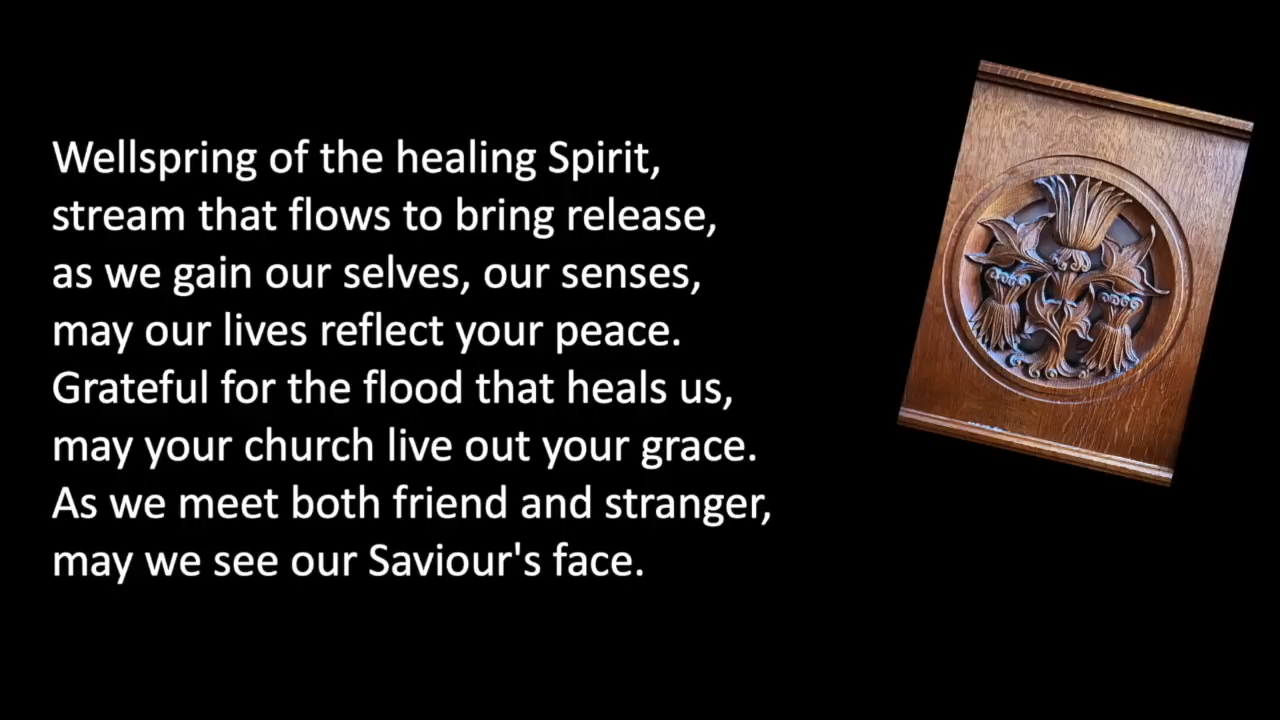 Wellspring of the healing Spirit,
stream that flows to bring release,
as we gain our selves, our senses,
may our lives reflect your peace.
Grateful for the flood that heals us,
may your church live out your grace.
As we meet both friend and stranger,
may we see our Saviour's face.